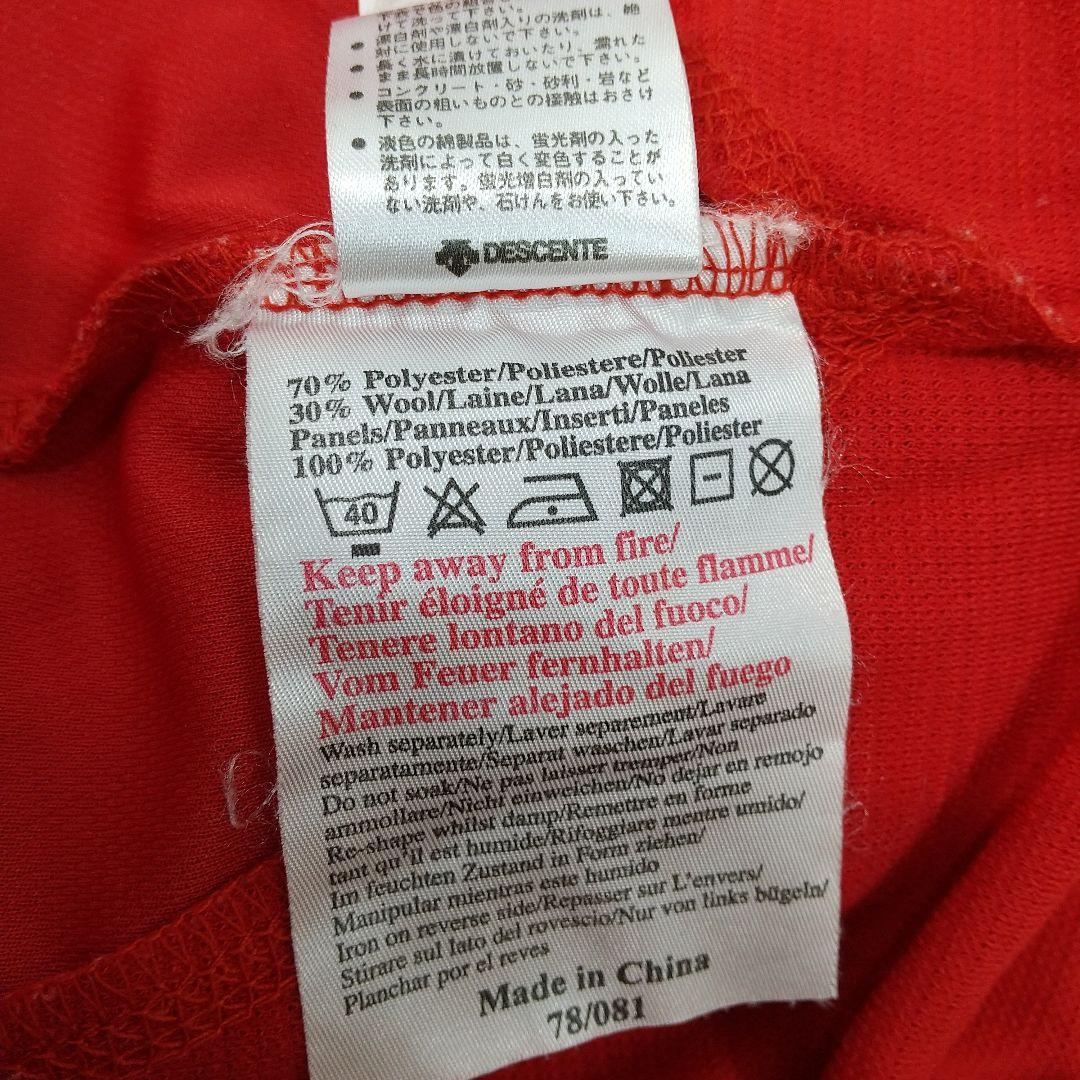 けて洗って下さい。
漂白剤や漂白剤入りの洗剤は、絶
● 対に使用しないで下さい。
● 長く水に漬けておいたり、濡れた
まま長時間放置しないで下さい。
● コンクリート・砂・砂利・岩など
表面の粗いものとの接触はおさけ
下さい。
● 淡色の綿製品は、蛍光剤の入った
洗剤によって白く変色することが
あります。蛍光増白剤の入ってい
ない洗剤や、石けんをお使い下さい。
DESCENTE
70% Polyester/Poliestere/Poliester
30% Wool/Laine/Lana/Wolle/Lana
Panels/Panneaux/Inserti/Paneles
100% Polyester/Poliestere/Poliester
40
Keep away from fire/
Tenir éloigné de toute flamme/
Tenere lontano del fuoco/
Vom Feuer fernhalten/
Mantener alejado del fuego
Wash separately/Laver separement/Lavare
separatamente/Separat waschen/Lavar separado
Do not soak/Ne pas laisser tremper/Non
ammollare/Nicht einweichen/No dejar en remojo
Re-shape whilst damp/Remettre en forme
tant qu'il est humide/Rifoggiare mentre umido/
Im feuchten Zustand in Form ziehen/
Manipular mientras este humido
Iron on reverse side/Repasser sur L'envers/
Stirare sul lato del rovescio/Nur von links bügeln/
Planchar por el reves
Made in China
78/081